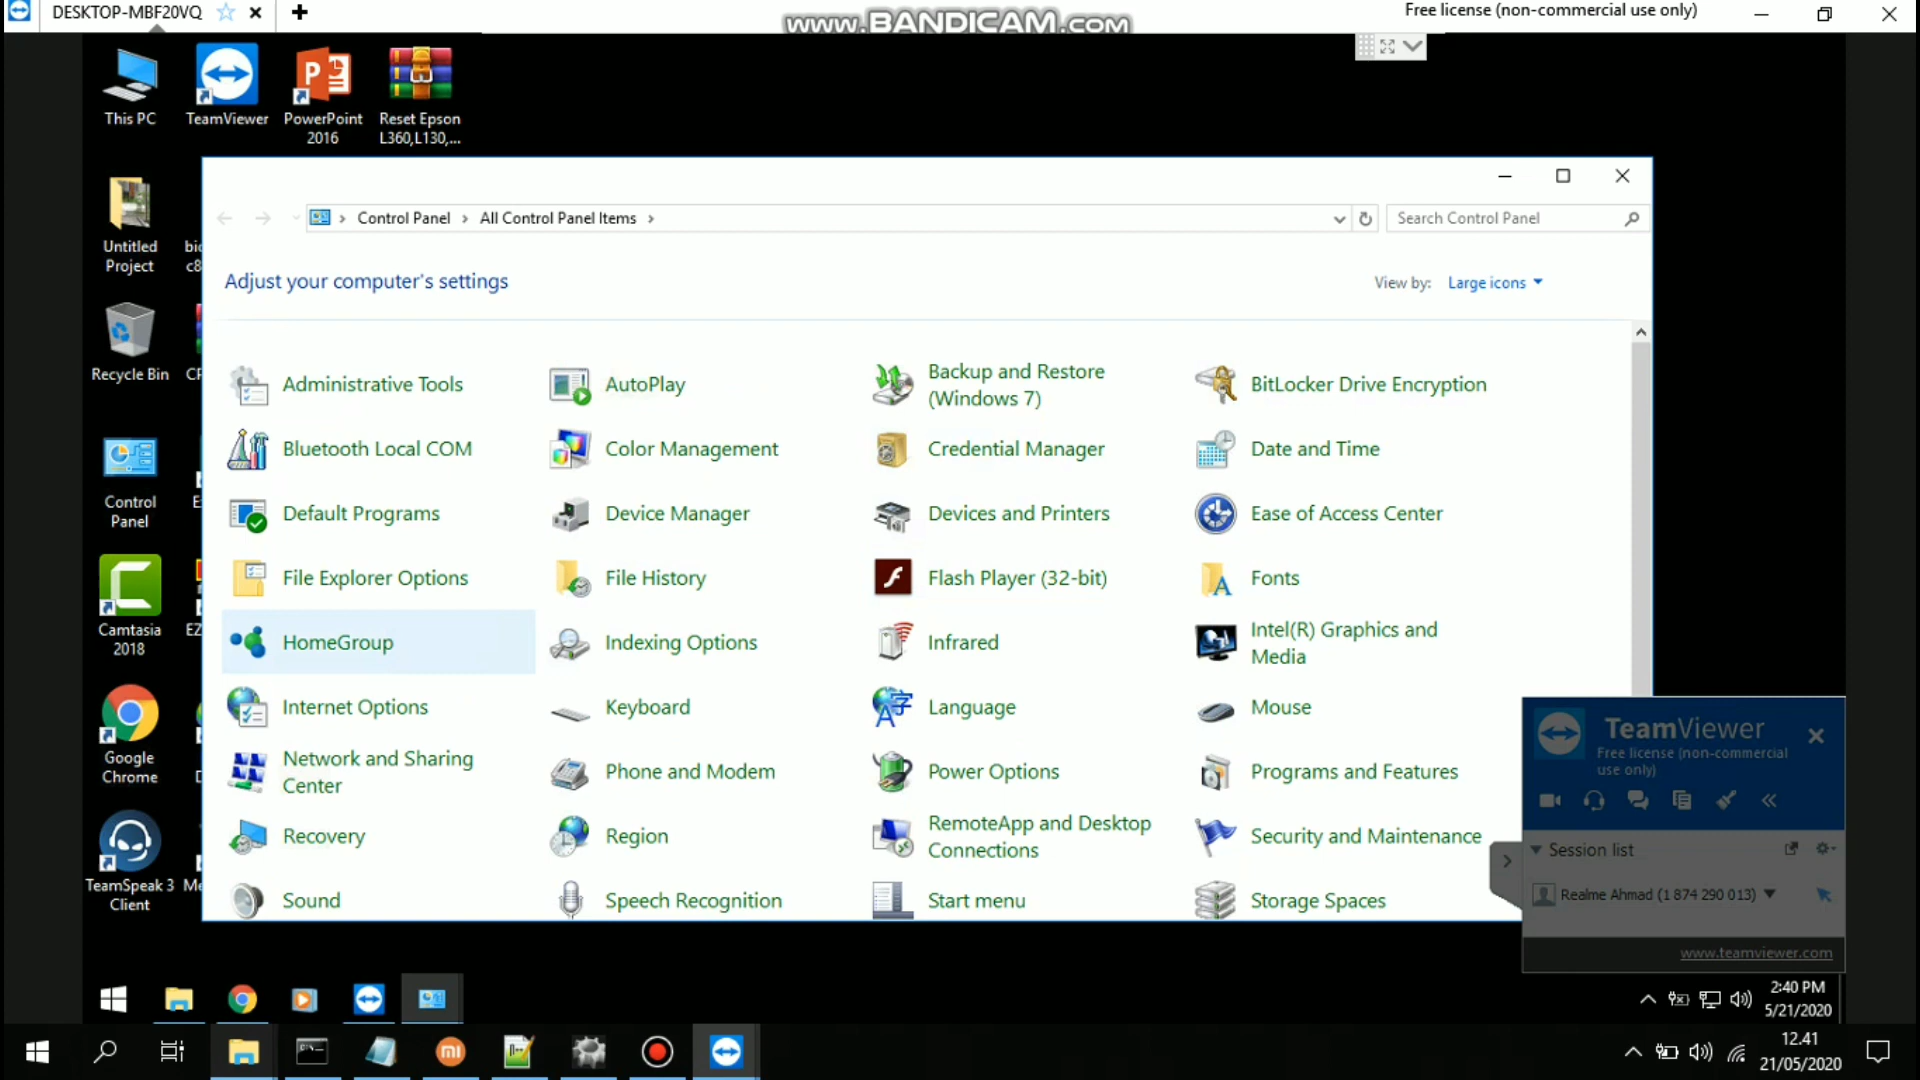 DESKTOP-MBF20VQ
www.BANDICAM.com
Free license (non-commercial use only)
This PC
TeamViewer
PowerPoint
2016
Reset Epson
L360,L130,...
Control Panel
All Control Panel Items
Search Control Panel
Untitled
Project
Adjust your computer's settings
View by:
Large icons
Recycle Bin
Administrative Tools
AutoPlay
Backup and Restore
(Windows 7)
BitLocker Drive Encryption
Bluetooth Local COM
Color Management
Credential Manager
Date and Time
Control
Panel
Default Programs
Device Manager
Devices and Printers
Ease of Access Center
File Explorer Options
File History
Flash Player (32-bit)
Fonts
Camtasia
2018
EZ
HomeGroup
Indexing Options
Infrared
Intel(R) Graphics and
Media
Internet Options
Keyboard
Language
Mouse
Google
Chrome
Network and Sharing
Center
Phone and Modem
Power Options
Programs and Features
Recovery
Region
RemoteApp and Desktop
Connections
Security and Maintenance
TeamSpeak 3
Client
Me
Sound
Speech Recognition
Start menu
Storage Spaces
TeamViewer
Free license (non-commercial
use only)
Session list
Realme Ahmad (1 874 290 013)
www.teamviewer.com
2:40 PM
5/21/2020
12.41
21/05/2020